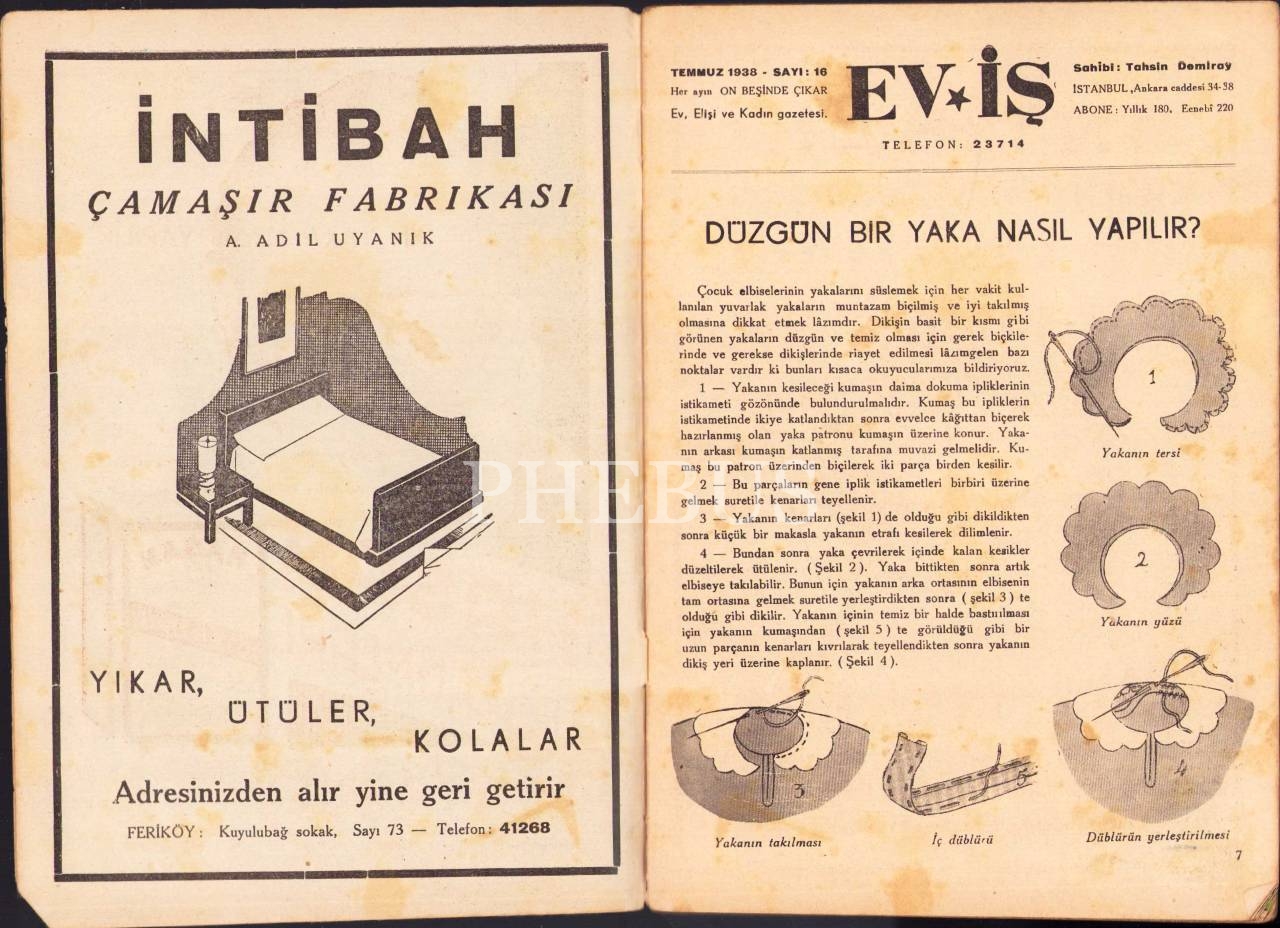 İNTİBAH
ÇAMAŞIR FABRIKASI
A. ADİL UYANIK
YIKAR,
ÜTÜLER,
KOLALAR
Adresinizden alır yine geri getirir
FERİKÖY: Kuyulubağ sokak, Sayı 73 — Telefon: 41268
TEMMUZ 1938 - SAYI: 16
Her ayın ON BEŞİNDE ÇIKAR
Ev, Elişi ve Kadın gazetesi.
EV★İŞ
TELEFON: 23714
Sahibi: Tahsin Demiray
İSTANBUL, Ankara caddesi 34-38
ABONE: Yıllık 180, Ecnebi 220
DÜZGÜN BİR YAKA NASIL YAPILIR?
Çocuk elbiselerinin yakalarını süslemek için her vakit kul-
lanılan yuvarlak yakaların muntazam biçilmiş ve iyi takılmış
olmasına dikkat etmek lâzımdır. Dikişin basit bir kısmı gibi
görünen yakaların düzgün ve temiz olması için gerek biçkile-
rinde ve gerekse dikişlerinde riayet edilmesi lâzımgelen bazı
noktalar vardır ki bunları kısaca okuyucularımıza bildiriyoruz.
1 — Yakanın kesileceği kumaşın daima dokuma ipliklerinin
istikameti gözönünde bulundurulmalıdır. Kumaş bu ipliklerin
istikametinde ikiye katlandıktan sonra evvelce kâğıttan biçerek
hazırlanmış olan yaka patronu kumaşın üzerine konur. Yaka-
nın arkası kumaşın katlanmış tarafına muvazi gelmelidir. Ku-
maş bu patron üzerinden biçilerek iki parça birden kesilir.
2 — Bu parçaların gene iplik istikametleri birbiri üzerine
gelmek suretile kenarları teyellenir.
3 — Yakanın kenarları (şekil 1) de olduğu gibi dikildikten
sonra küçük bir makasla yakanın etrafı kesilerek dilimlenir.
4 — Bundan sonra yaka çevrilerek içinde kalan kesikler
düzeltilerek ütülenir. (Şekil 2). Yaka bittikten sonra artık
elbiseye takılabilir. Bunun için yakanın arka ortasının elbisenin
tam ortasına gelmek suretile yerleştirdikten sonra (şekil 3) te
olduğu gibi dikilir. Yakanın içinin temiz bir halde bastırılması
için yakanın kumaşından (şekil 5) te görüldüğü gibi bir
uzun parçanın kenarları kıvrılarak teyellendikten sonra yakanın
dikiş yeri üzerine kaplanır. (Şekil 4).
1
Yakanın tersi
2
Yakanın yüzü
3
Yakanın takılması
5
İç düblürü
4
Düblürün yerleştirilmesi
7
PHEBUS